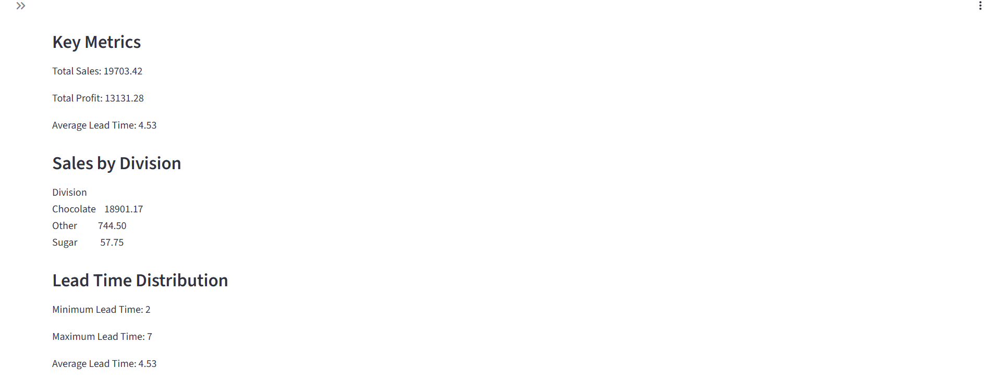 Key Metrics
Total Sales: 19703.42
Total Profit: 13131.28
Average Lead Time: 4.53
Sales by Division
Division
Chocolate 18901.17
Other 744.50
Sugar 57.75
Lead Time Distribution
Minimum Lead Time: 2
Maximum Lead Time: 7
Average Lead Time: 4.53